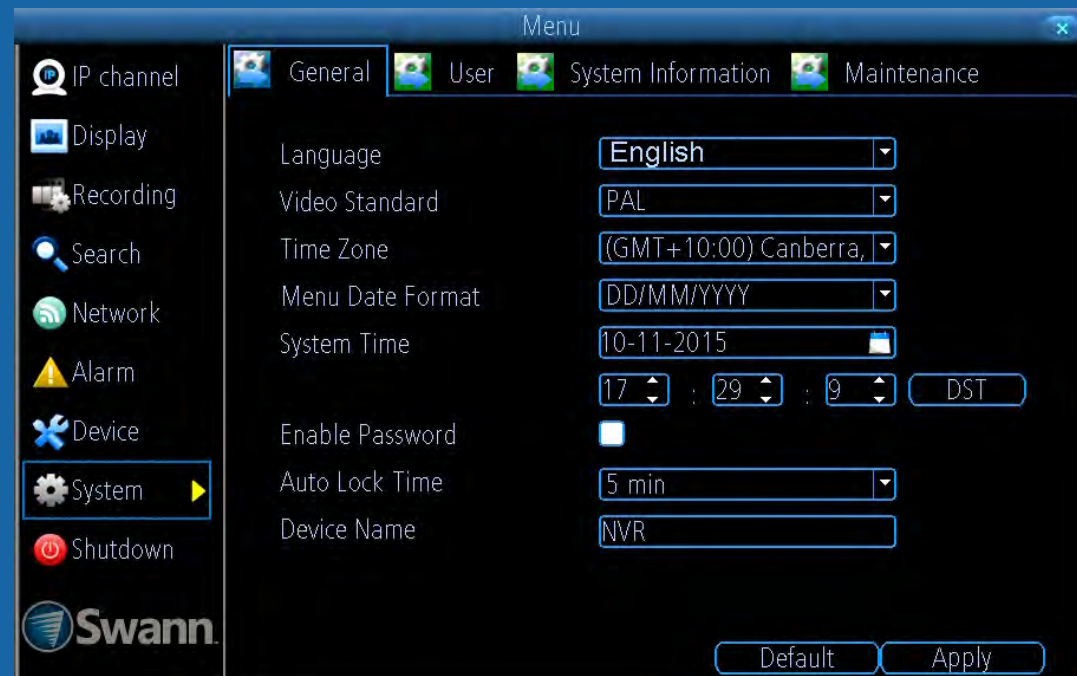 Menu
IP channel
Display
Recording
Search
Network
Alarm
Device
System
Shutdown
Swann
General User System Information Maintenance
Language English
Video Standard PAL
Time Zone (GMT+10:00) Canberra,
Menu Date Format DD/MM/YYYY
System Time 10-11-2015
17 : 29 : 9 DST
Enable Password
Auto Lock Time 5 min
Device Name NVR
Default Apply